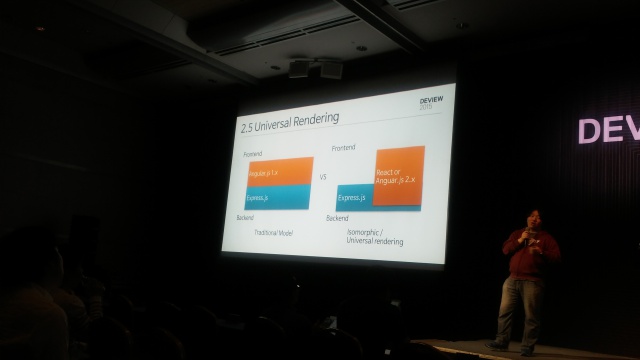 DEVIEW
2015
2.5 Universal Rendering
Frontend
Angular.js 1.x
Express.js
Backend
Traditional Model
VS
Frontend
React or
Anguar.js 2.x
Express.js
Backend
Isomorphic /
Universal rendering
DEV